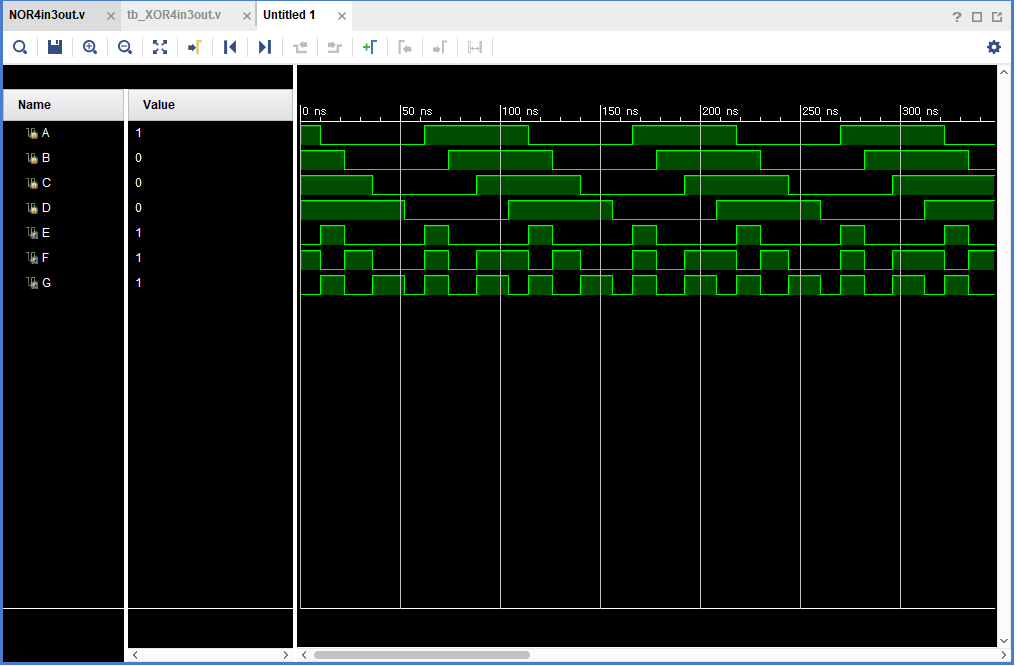 NOR4in3out.v × tb_XOR4in3out.v × Untitled 1 × ?
Name Value
0 ns 50 ns 100 ns 150 ns 200 ns 250 ns 300 ns
A 1
B 0
C 0
D 0
E 1
F 1
G 1